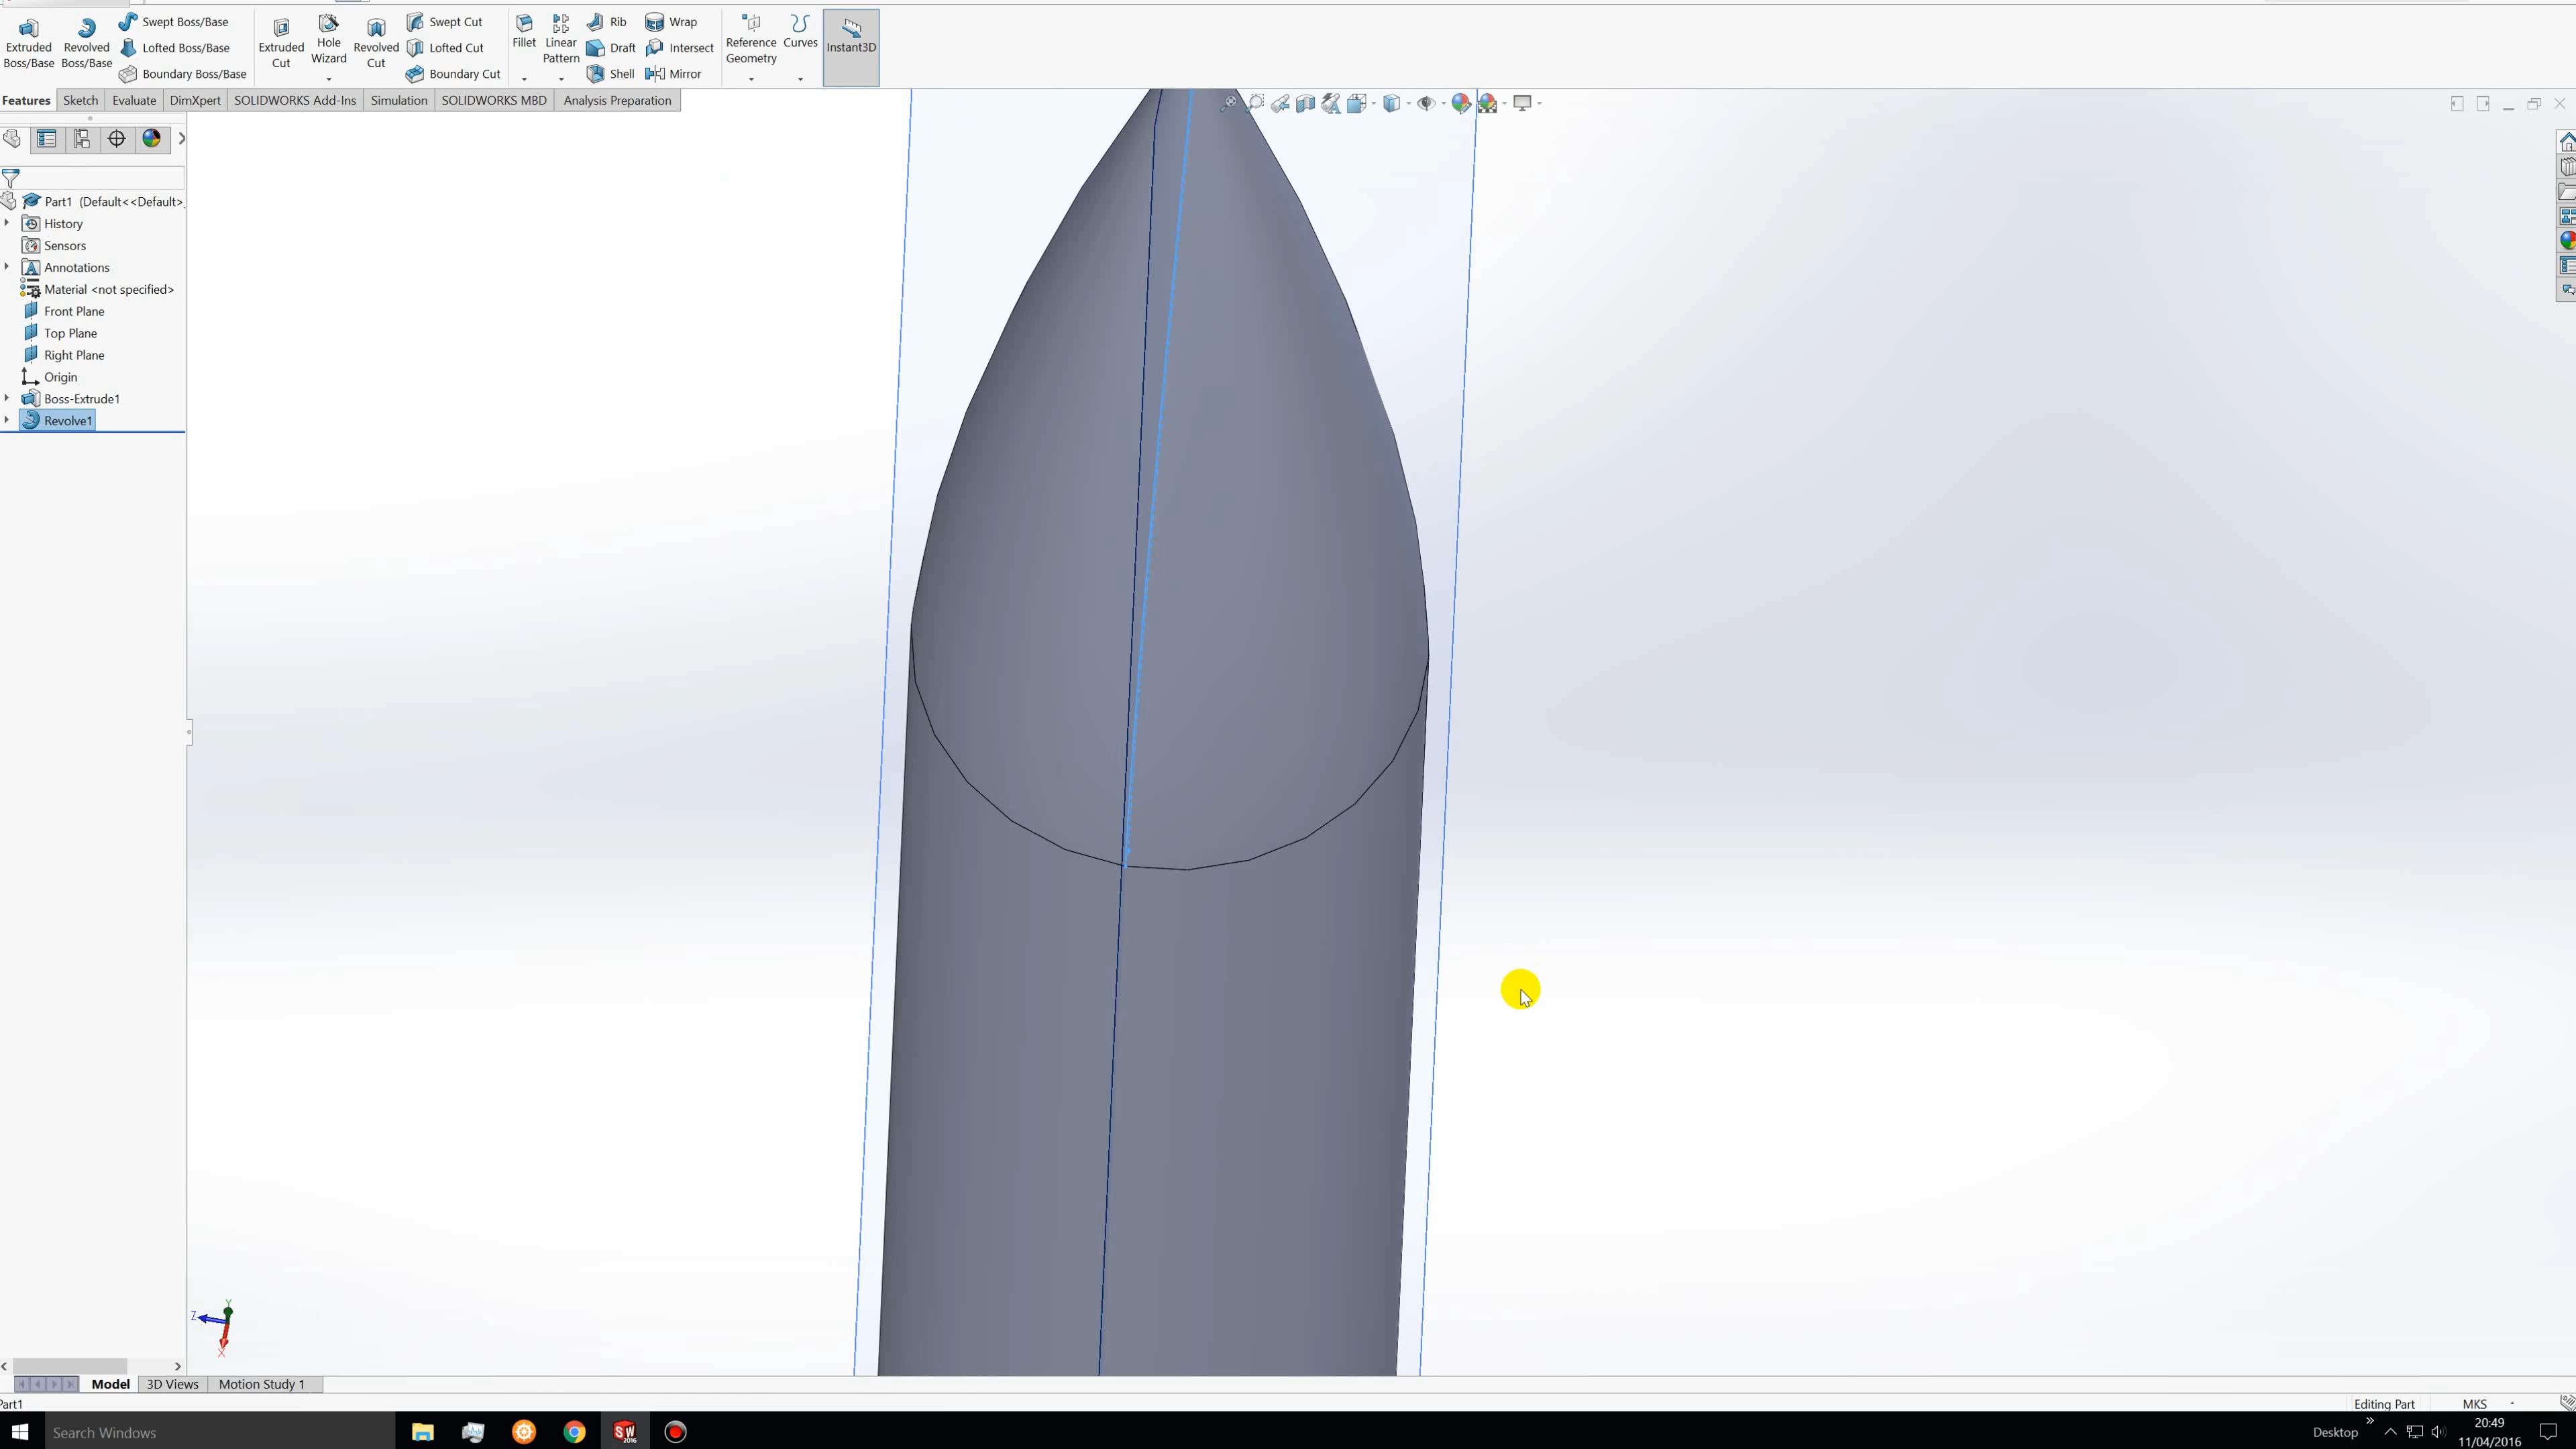 Extruded Boss/Base
Revolved Boss/Base
Swept Boss/Base
Lofted Boss/Base
Boundary Boss/Base
Extruded Cut
Hole Wizard
Revolved Cut
Swept Cut
Lofted Cut
Boundary Cut
Fillet
Linear Pattern
Rib
Draft
Shell
Wrap
Intersect
Mirror
Reference Geometry
Curves
Instant3D
Features
Sketch
Evaluate
DimXpert
SOLIDWORKS Add-Ins
Simulation
SOLIDWORKS MBD
Analysis Preparation
Part1 (Default<<Default>
History
Sensors
Annotations
Material <not specified>
Front Plane
Top Plane
Right Plane
Origin
Boss-Extrude1
Revolve1
Y
Z
X
Model
3D Views
Motion Study 1
Part1
Editing Part
MKS
Search Windows
SW
2016
Desktop
20:49
11/04/2016